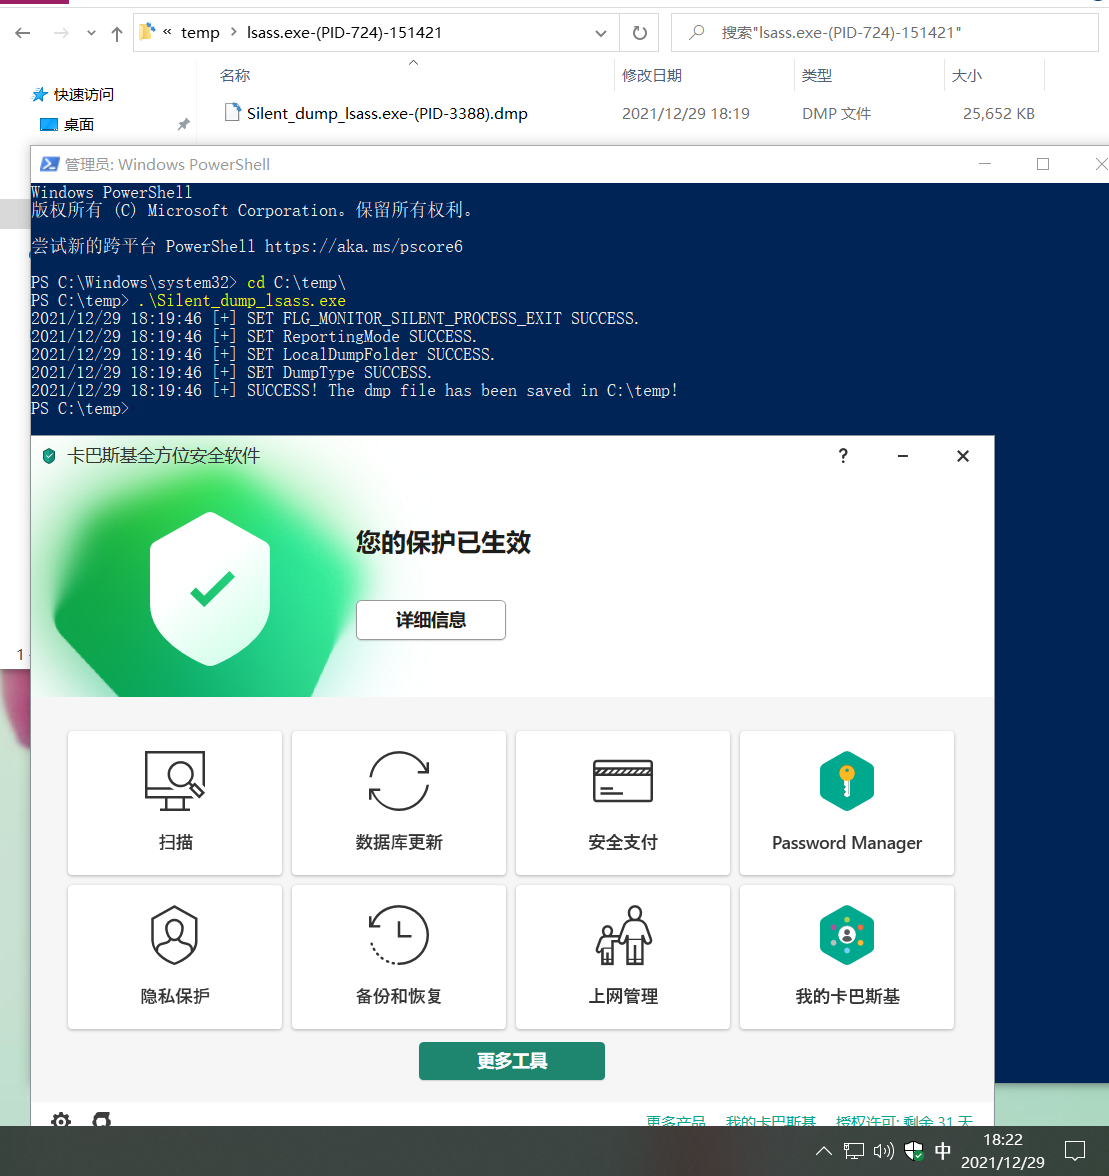 « temp › lsass.exe-(PID-724)-151421
搜索"lsass.exe-(PID-724)-151421"
名称 修改日期 类型 大小
快速访问
Silent_dump_lsass.exe-(PID-3388).dmp 2021/12/29 18:19 DMP 文件 25,652 KB
桌面
管理员: Windows PowerShell
Windows PowerShell
版权所有 (C) Microsoft Corporation。保留所有权利。
尝试新的跨平台 PowerShell https://aka.ms/pscore6
PS C:\Windows\system32> cd C:\temp\
PS C:\temp> .\Silent_dump_lsass.exe
2021/12/29 18:19:46 [+] SET FLG_MONITOR_SILENT_PROCESS_EXIT SUCCESS.
2021/12/29 18:19:46 [+] SET ReportingMode SUCCESS.
2021/12/29 18:19:46 [+] SET LocalDumpFolder SUCCESS.
2021/12/29 18:19:46 [+] SET DumpType SUCCESS.
2021/12/29 18:19:46 [+] SUCCESS! The dmp file has been saved in C:\temp!
PS C:\temp>
卡巴斯基全方位安全软件
您的保护已生效
详细信息
1
扫描
数据库更新
安全支付
Password Manager
隐私保护
备份和恢复
上网管理
我的卡巴斯基
更多工具
更多产品 我的卡巴斯基 授权许可: 剩余 31 天
中
18:22
2021/12/29